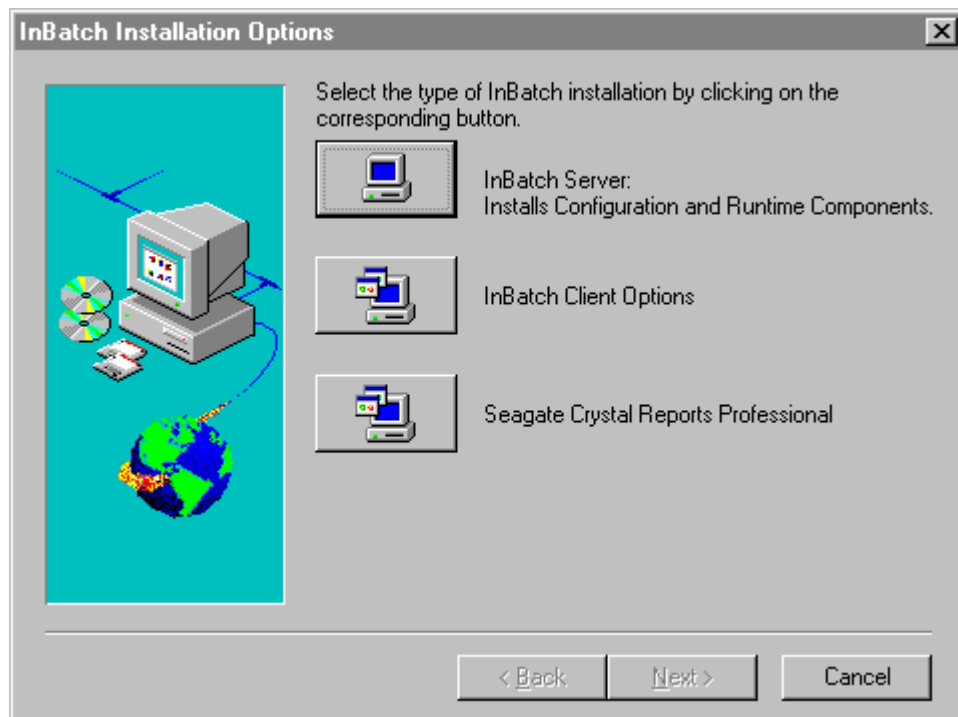 InBatch Installation Options
Select the type of InBatch installation by clicking on the
corresponding button.
InBatch Server:
Installs Configuration and Runtime Components.
InBatch Client Options
Seagate Crystal Reports Professional
< Back
Next >
Cancel